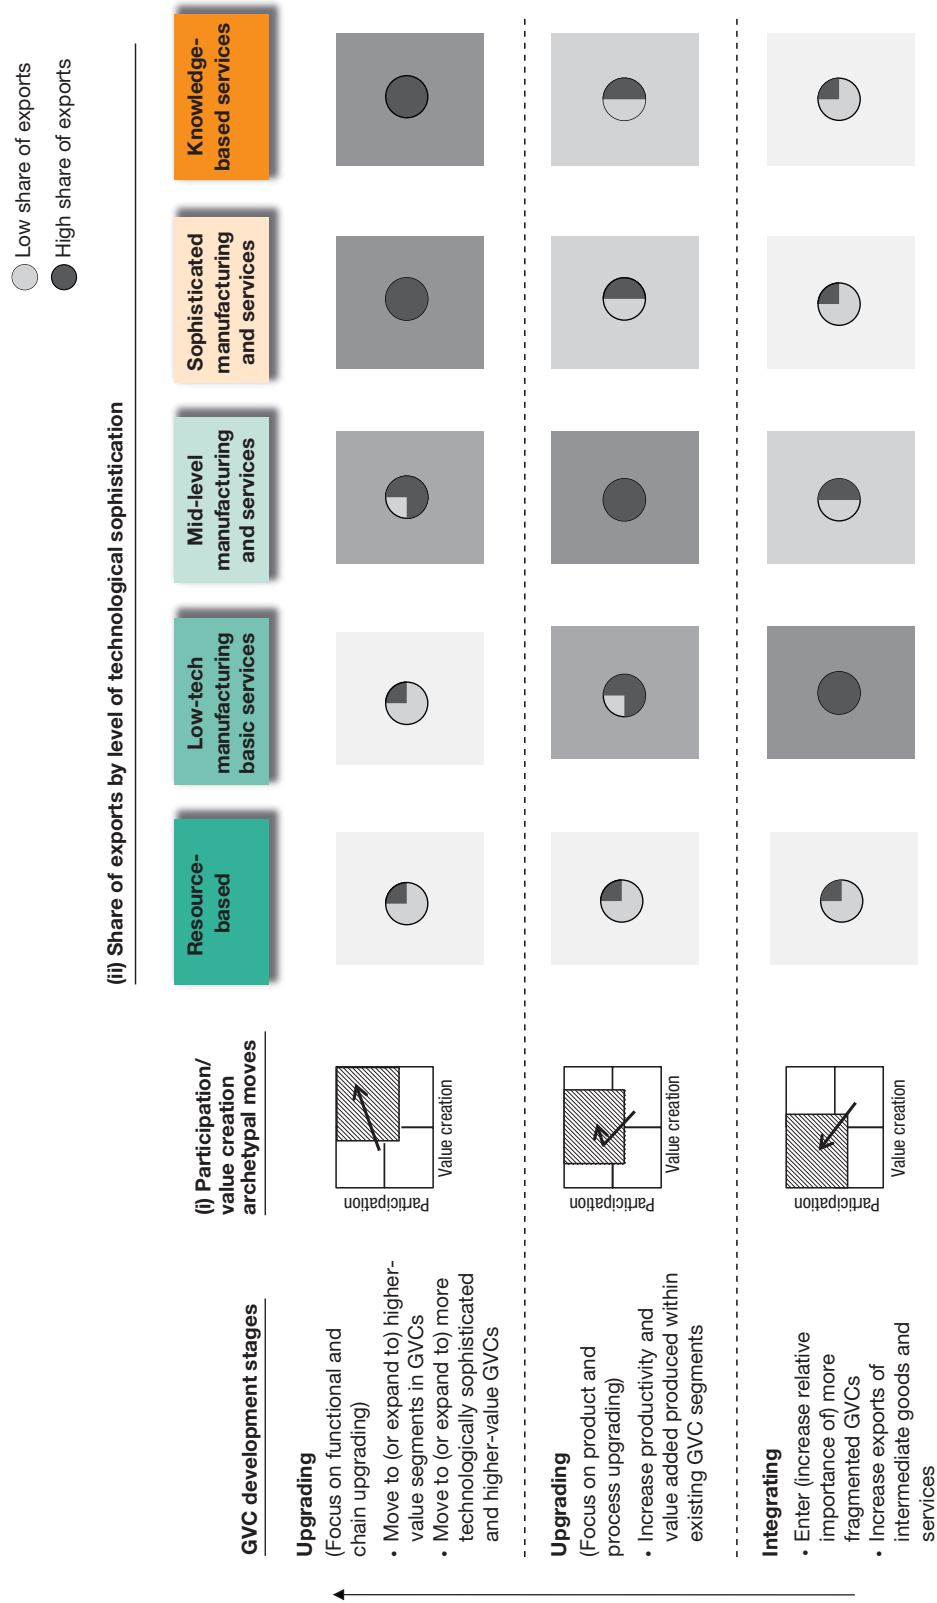 Low share of exports
High share of exports
(ii) Share of exports by level of technological sophistication
GVC development stages
(i) Participation/
value creation
archetypal moves
Resource-
based
Low-tech
manufacturing
basic services
Mid-level
manufacturing
and services
Sophisticated
manufacturing
and services
Knowledge-
based services
Upgrading
(Focus on functional and
chain upgrading)
• Move to (or expand to) higher-
value segments in GVCs
• Move to (or expand to) more
technologically sophisticated
and higher-value GVCs
Participation
Value creation
Upgrading
(Focus on product and
process upgrading)
• Increase productivity and
value added produced within
existing GVC segments
Participation
Value creation
Integrating
• Enter (increase relative
importance of) more
fragmented GVCs
• Increase exports of
intermediate goods and
services
Participation
Value creation